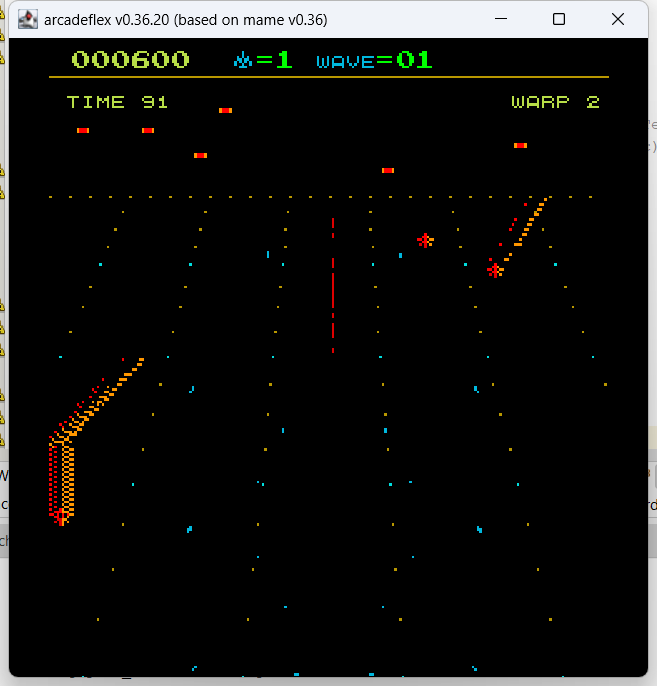 arcadeflex v0.36.20 (based on mame v0.36)
000600 =1 WAVE=01
TIME 91 WARP 2